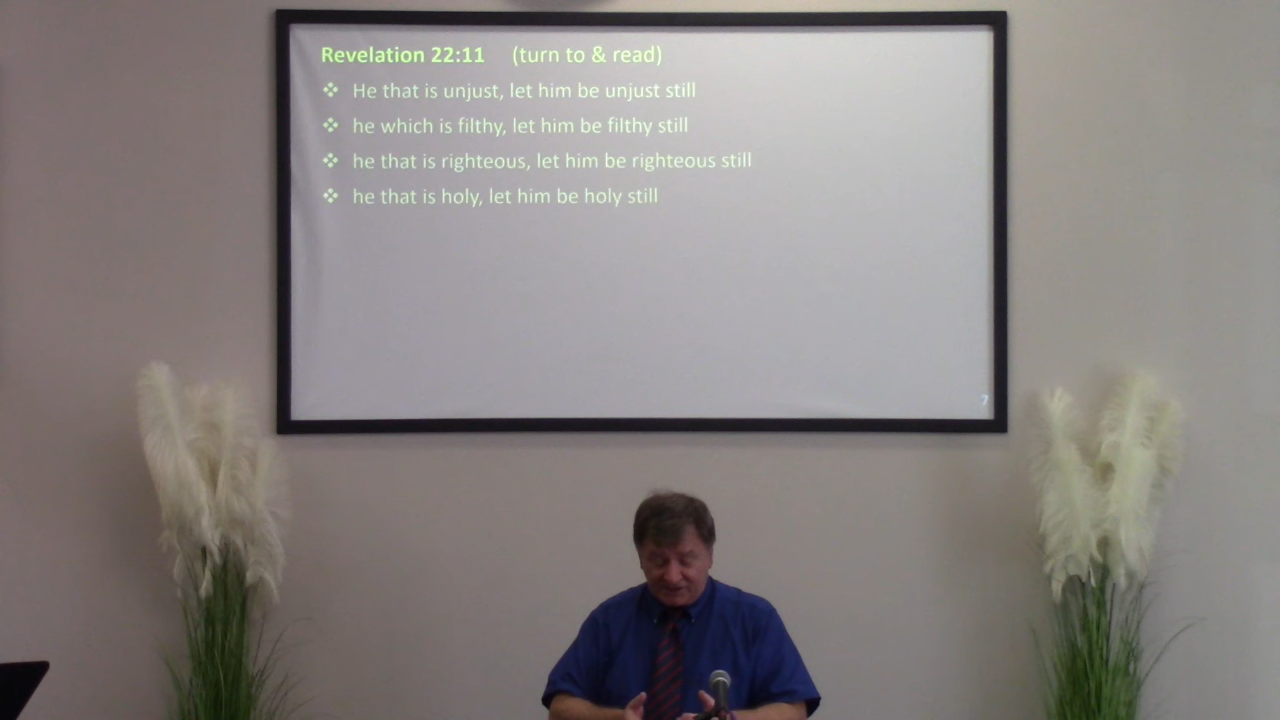 Revelation 22:11 (turn to & read)
❖ He that is unjust, let him be unjust still
❖ he which is filthy, let him be filthy still
❖ he that is righteous, let him be righteous still
❖ he that is holy, let him be holy still
7